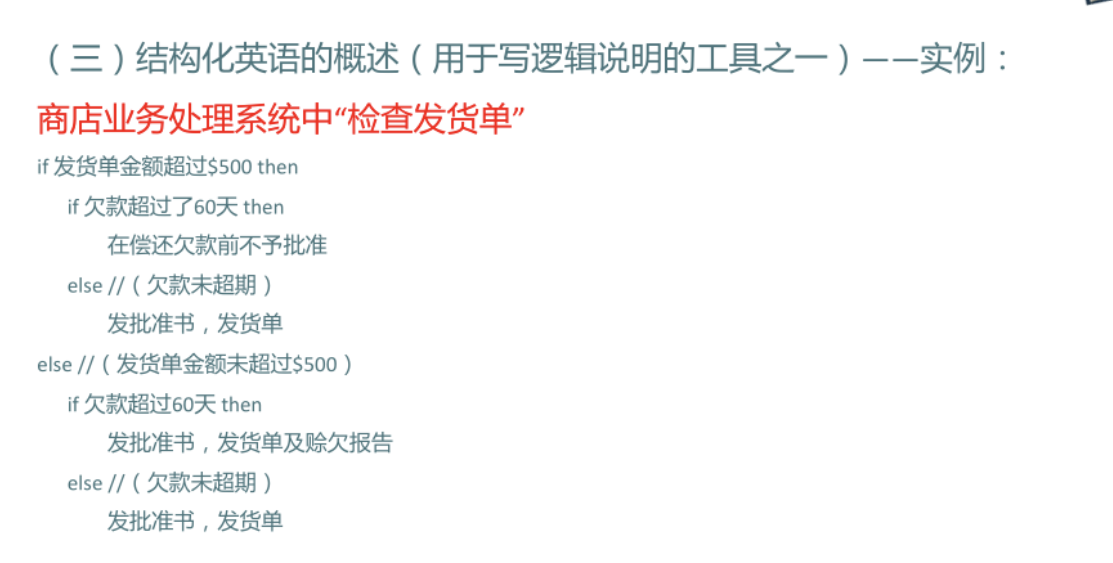 （三）结构化英语的概述（用于写逻辑说明的工具之一）——实例：
商店业务处理系统中“检查发货单”
if 发货单金额超过$500 then
if 欠款超过了60天 then
在偿还欠款前不予批准
else //（欠款未超期）
发批准书，发货单
else //（发货单金额未超过$500）
if 欠款超过60天 then
发批准书，发货单及赊欠报告
else //（欠款未超期）
发批准书，发货单